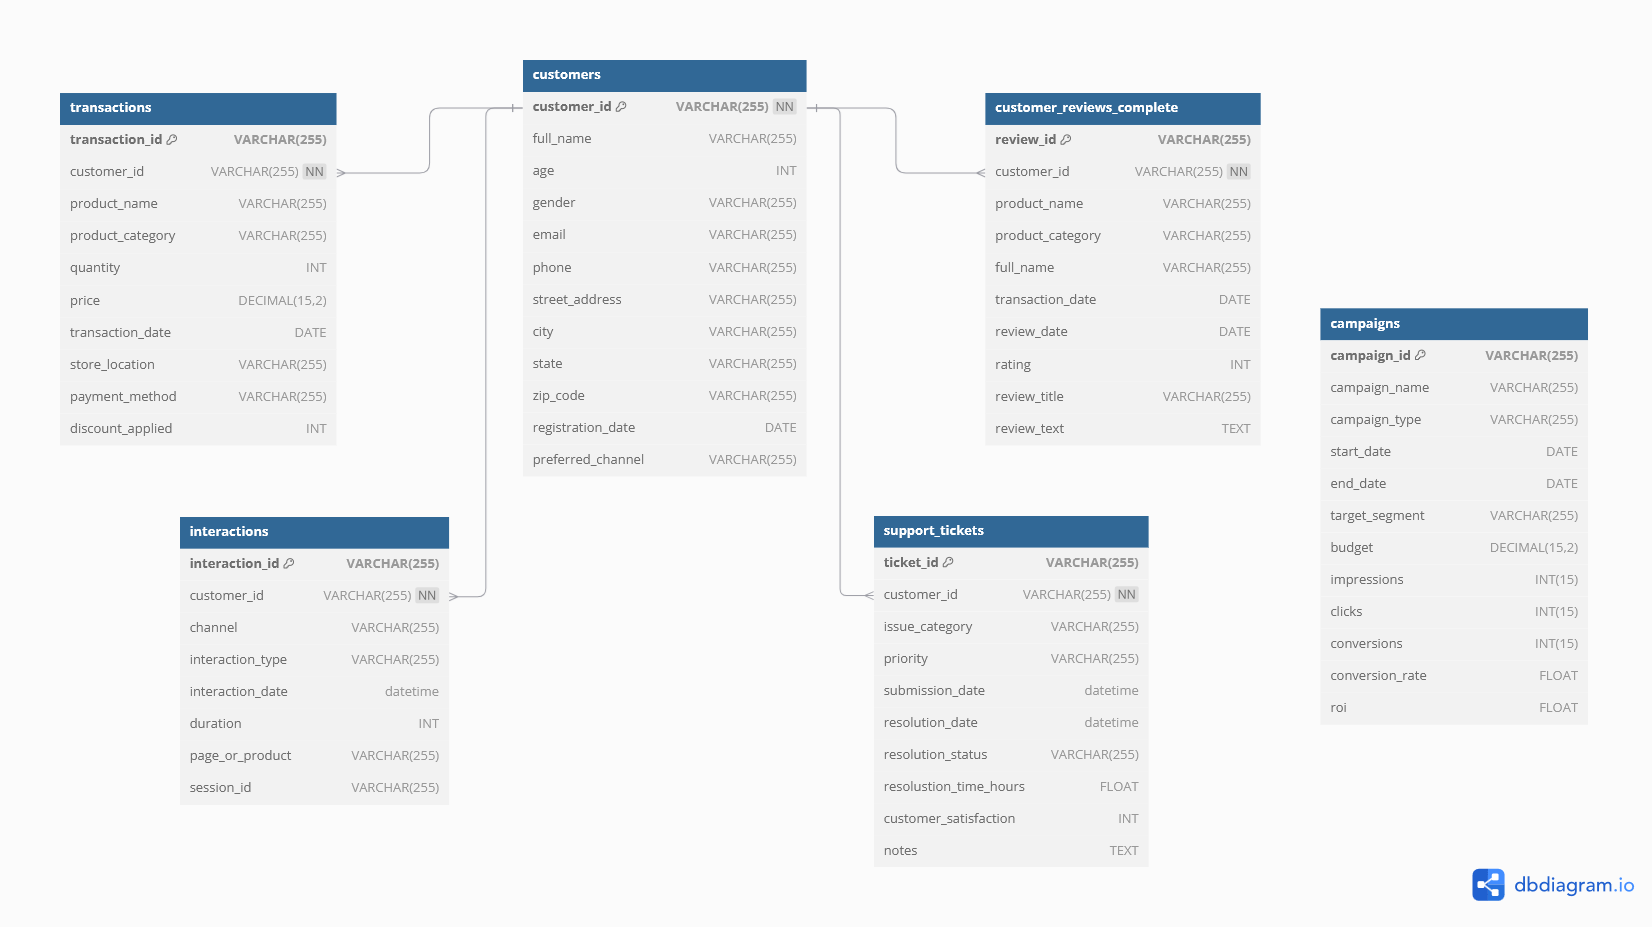 customers
customer_id VARCHAR(255) NN
full_name VARCHAR(255)
age INT
gender VARCHAR(255)
email VARCHAR(255)
phone VARCHAR(255)
street_address VARCHAR(255)
city VARCHAR(255)
state VARCHAR(255)
zip_code VARCHAR(255)
registration_date DATE
preferred_channel VARCHAR(255)
transactions
transaction_id VARCHAR(255)
customer_id VARCHAR(255) NN
product_name VARCHAR(255)
product_category VARCHAR(255)
quantity INT
price DECIMAL(15,2)
transaction_date DATE
store_location VARCHAR(255)
payment_method VARCHAR(255)
discount_applied INT
customer_reviews_complete
review_id VARCHAR(255)
customer_id VARCHAR(255) NN
product_name VARCHAR(255)
product_category VARCHAR(255)
full_name VARCHAR(255)
transaction_date DATE
review_date DATE
rating INT
review_title VARCHAR(255)
review_text TEXT
campaigns
campaign_id VARCHAR(255)
campaign_name VARCHAR(255)
campaign_type VARCHAR(255)
start_date DATE
end_date DATE
target_segment VARCHAR(255)
budget DECIMAL(15,2)
impressions INT(15)
clicks INT(15)
conversions INT(15)
conversion_rate FLOAT
roi FLOAT
interactions
interaction_id VARCHAR(255)
customer_id VARCHAR(255) NN
channel VARCHAR(255)
interaction_type VARCHAR(255)
interaction_date datetime
duration INT
page_or_product VARCHAR(255)
session_id VARCHAR(255)
support_tickets
ticket_id VARCHAR(255)
customer_id VARCHAR(255) NN
issue_category VARCHAR(255)
priority VARCHAR(255)
submission_date datetime
resolution_date datetime
resolution_status VARCHAR(255)
resolustion_time_hours FLOAT
customer_satisfaction INT
notes TEXT
dbdiagram.io